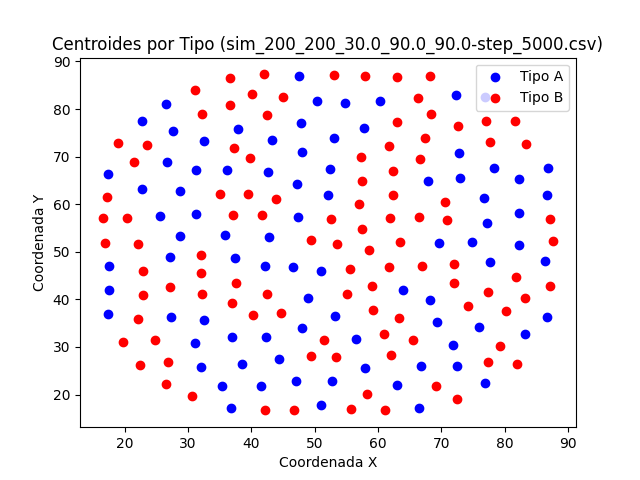 Centroides por Tipo (sim_200_200_30.0_90.0_90.0-step_5000.csv)
90
80
70
60
50
40
30
20
Coordenada Y
Tipo A
Tipo B
20 30 40 50 60 70 80 90
Coordenada X